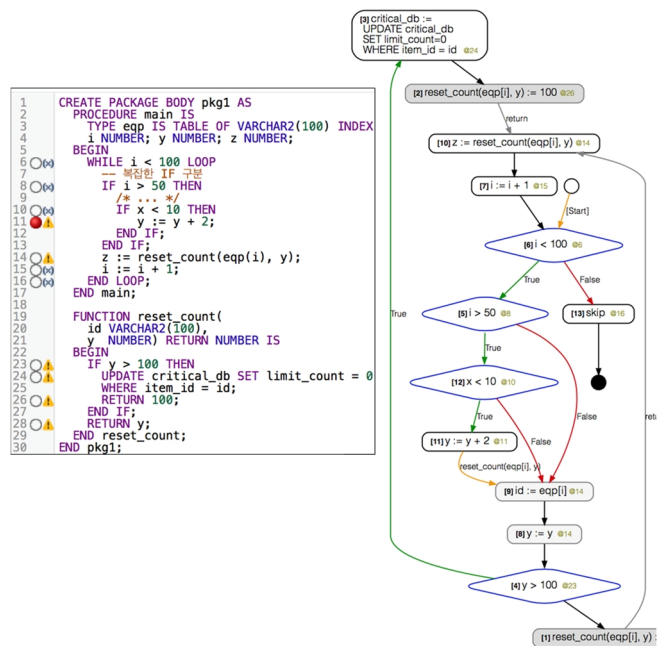 1 CREATE PACKAGE BODY pkg1 AS
2 PROCEDURE main IS
3 TYPE eqp IS TABLE OF VARCHAR2(100) INDEX
4 i NUMBER; y NUMBER; z NUMBER;
5 BEGIN
6 WHILE i < 100 LOOP
7 -- 복잡한 IF 구분
8 IF i > 50 THEN
9 /* ... */
10 IF x < 10 THEN
11 y := y + 2;
12 END IF;
13 END IF;
14 z := reset_count(eqp(i), y);
15 i := i + 1;
16 END LOOP;
17 END main;
18
19 FUNCTION reset_count(
20 id VARCHAR2(100),
21 y NUMBER) RETURN NUMBER IS
22 BEGIN
23 IF y > 100 THEN
24 UPDATE critical_db SET limit_count = 0
25 WHERE item_id = id;
26 RETURN 100;
27 END IF;
28 RETURN y;
29 END reset_count;
30 END pkg1;
[3] critical_db :=
UPDATE critical_db
SET limit_count=0
WHERE item_id = id @24
[2] reset_count(eqp[i], y) := 100 @26
return
[10] z := reset_count(eqp[i], y) @14
[7] i := i + 1 @15
[Start]
[6] i < 100 @6
True
False
[5] i > 50 @8
[13] skip @16
True
True
[12] x < 10 @10
True
False
False
[11] y := y + 2 @11
reset_count(eqp[i], y)
[9] id := eqp[i] @14
[8] y := y @14
[4] y > 100 @23
[1] reset_count(eqp[i], y) :